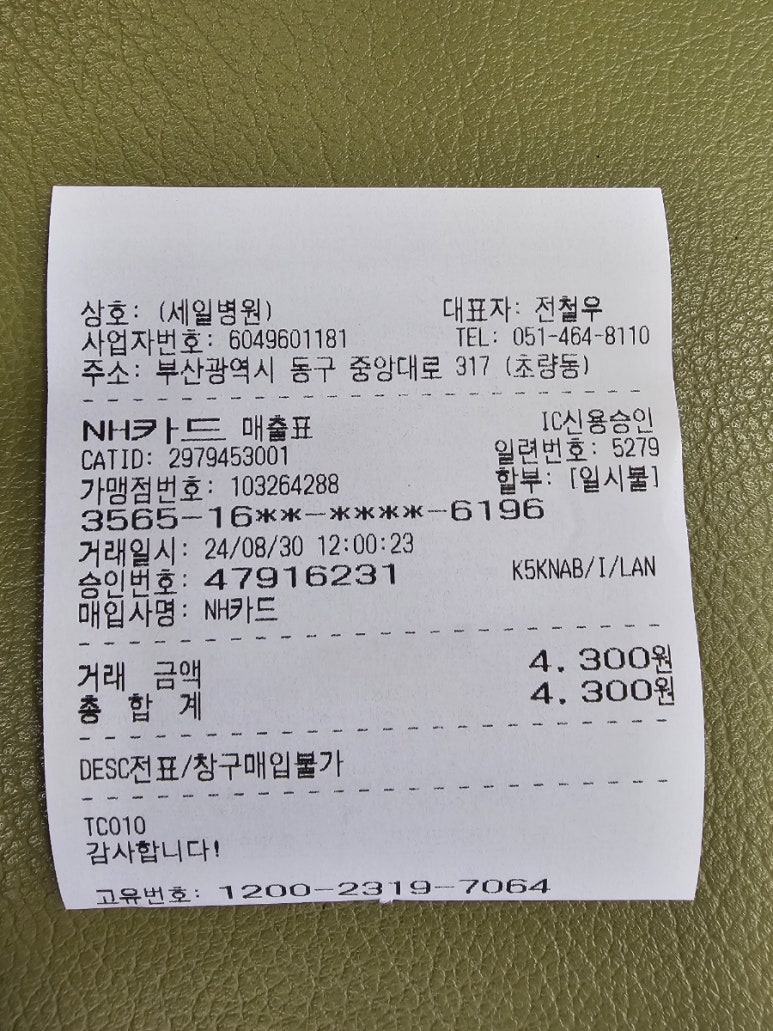 상호: (세일병원) 대표자: 전철우
사업자번호: 6049601181 TEL: 051-464-8110
주소: 부산광역시 동구 중앙대로 317 (초량동)
NH카드 매출표 IC신용승인
CATID: 2979453001 일련번호: 5279
가맹점번호: 103264288 할부: [일시불]
3565-16**-****-6196
거래일시: 24/08/30 12:00:23
승인번호: 47916231 K5KNAB/I/LAN
매입사명: NH카드
거래 금액 4.300원
총 합 계 4.300원
DESC전표/창구매입불가
TC010
감사합니다!
고유번호: 1200-2319-7064